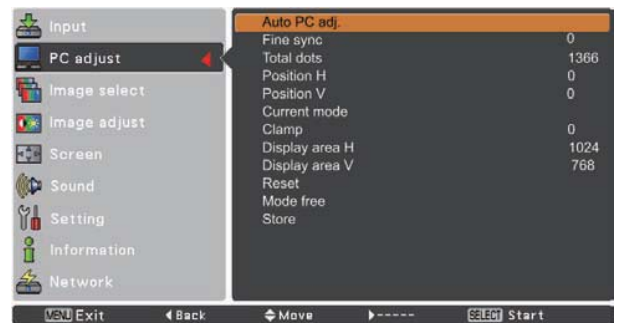 Input
PC adjust
Image select
Image adjust
Screen
Sound
Setting
Information
Network
Auto PC adj.
Fine sync 0
Total dots 1366
Position H 0
Position V 0
Current mode
Clamp 0
Display area H 1024
Display area V 768
Reset
Mode free
Store
MENU Exit ◀Back ◆Move ▶----- SELECT Start